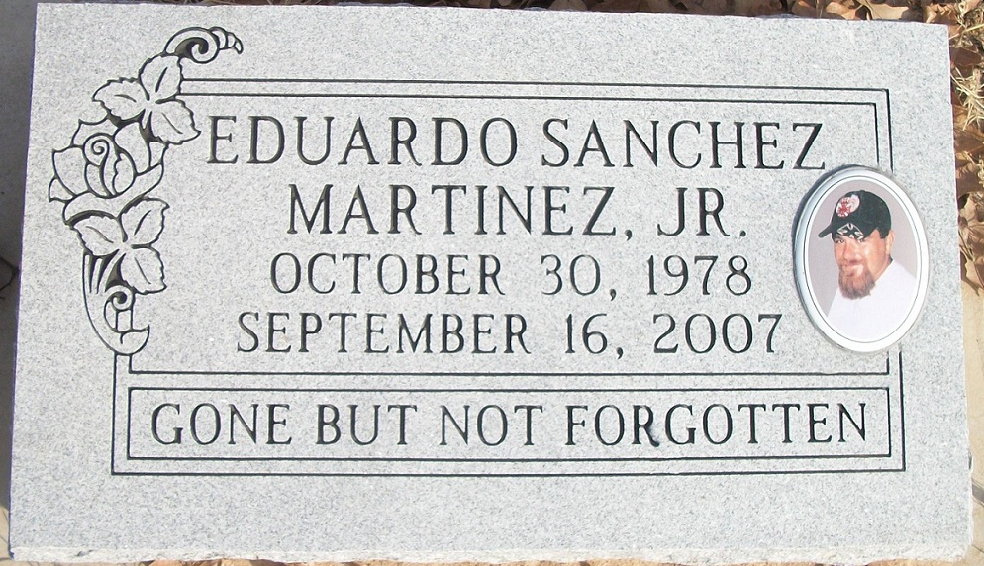 EDUARDO SANCHEZ
MARTINEZ, JR.
OCTOBER 30, 1978
SEPTEMBER 16, 2007
GONE BUT NOT FORGOTTEN